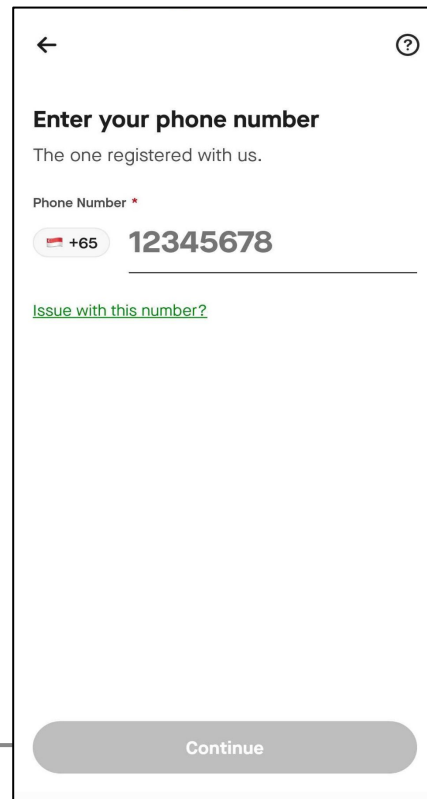 Enter your phone number
The one registered with us.
Phone Number *
+65 12345678
Issue with this number?
Continue